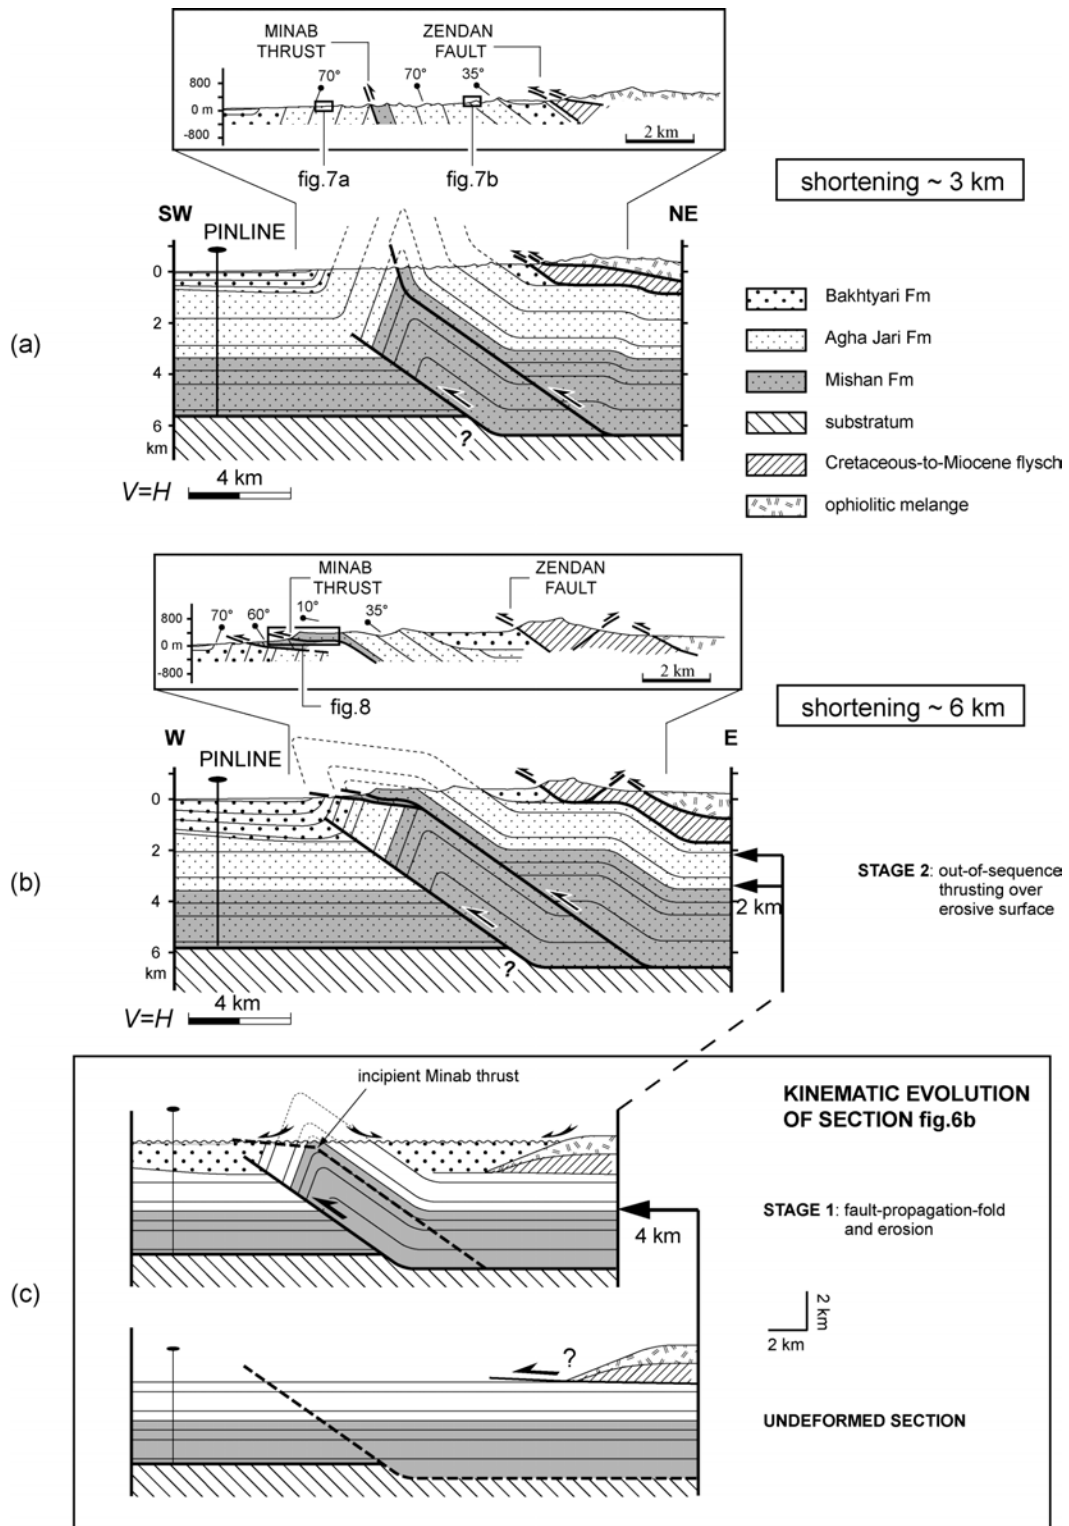 MINAB
THRUST
ZENDAN
FAULT
800
0 m
-800
70°
70°
35°
2 km
fig.7a
fig.7b
shortening ~ 3 km
SW
NE
PINLINE
(a)
0
2
4
6
km
?
V=H
4 km
Bakhtyari Fm
Agha Jari Fm
Mishan Fm
substratum
Cretaceous-to-Miocene flysch
ophiolitic melange
MINAB
THRUST
ZENDAN
FAULT
800
0 m
-800
70°
60°
10°
35°
2 km
fig.8
shortening ~ 6 km
W
E
PINLINE
(b)
0
2
4
6
km
?
2 km
STAGE 2: out-of-sequence
thrusting over
erosive surface
V=H
4 km
(c)
incipient Minab thrust
KINEMATIC EVOLUTION
OF SECTION fig.6b
STAGE 1: fault-propagation-fold
and erosion
4 km
2 km
2 km
?
UNDEFORMED SECTION